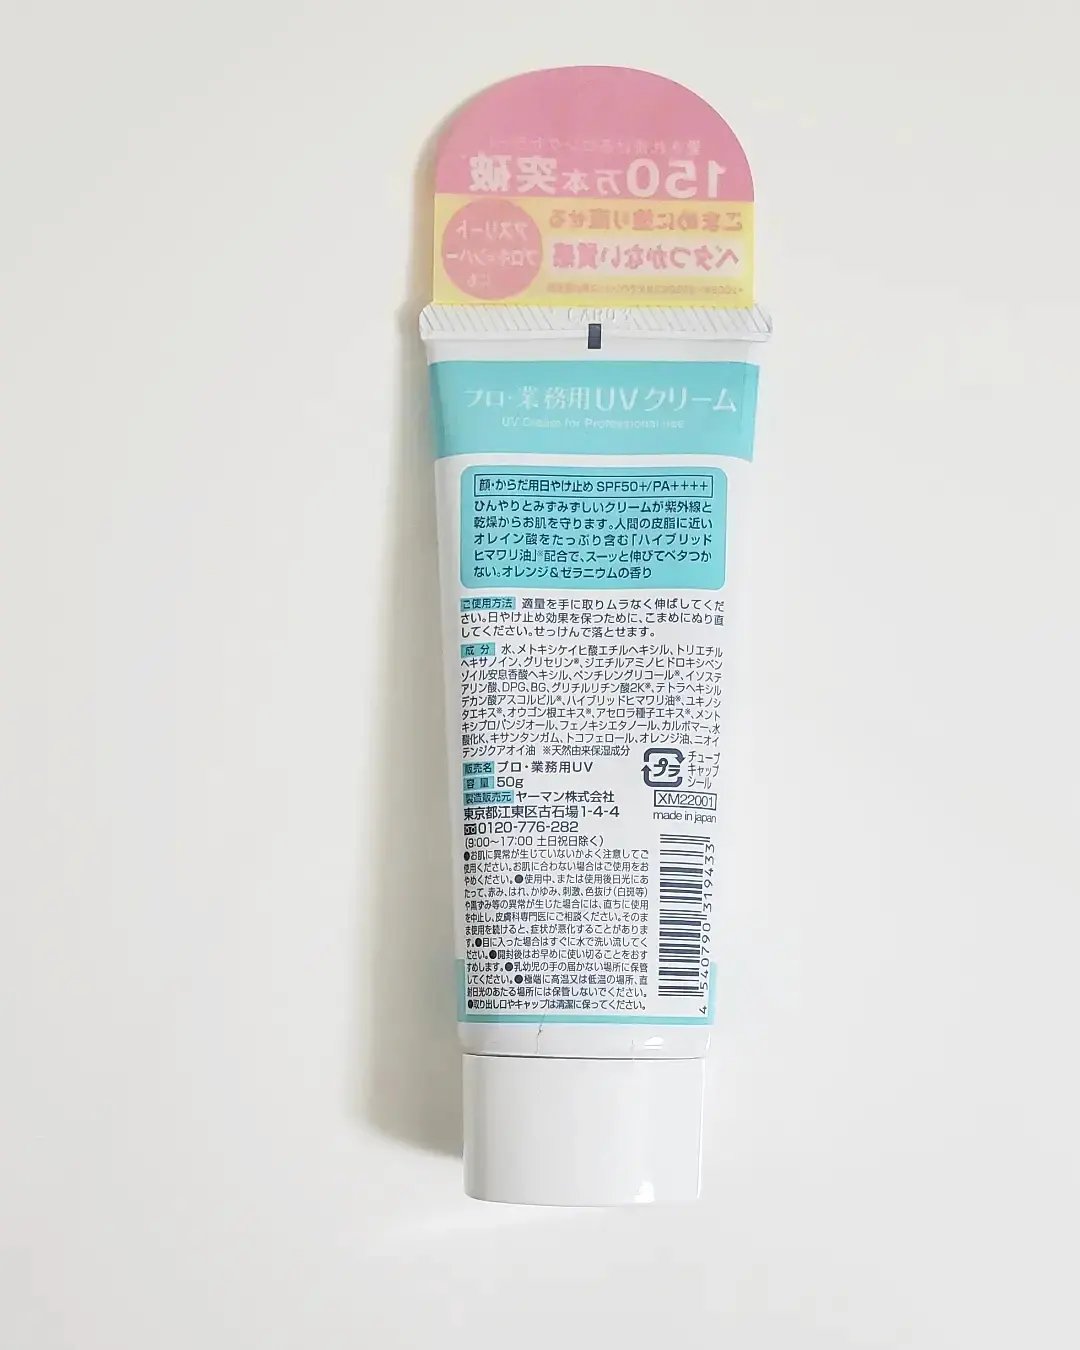 150万本突破
こまめに塗り直せる
ベタつかない質感
アスリート
プロキャンパー
にも
プロ・業務用UVクリーム
UV Cream for Professional use
顔・からだ用日やけ止め SPF50+/PA++++
ひんやりとみずみずしいクリームが紫外線と
乾燥からお肌を守ります。人間の皮脂に近い
オレイン酸をたっぷり含む「ハイブリッド
ヒマワリ油」※配合で、スーッと伸びてベタつか
ない。オレンジ&ゼラニウムの香り
ご使用方法 適量を手に取りムラなく伸ばしてくだ
さい。日やけ止め効果を保つために、こまめにぬり直
してください。せっけんで落とせます。
成分 水、メトキシケイヒ酸エチルヘキシル、トリエチル
ヘキサノイン、グリセリン※、ジエチルアミノヒドロキシベン
ゾイル安息香酸ヘキシル、ペンチレングリコール※、イソステ
アリン酸、DPG、BG、グリチルリチン酸2K※、テトラヘキシル
デカン酸アスコルビル※、ハイブリッドヒマワリ油※、ユキノシ
タエキス※、オウゴン根エキス※、アセロラ種子エキス※、メント
キシプロパンジオール、フェノキシエタノール、カルボマー、水
酸化K、キサンタンガム、トコフェロール、オレンジ油、ニオイ
テンジクアオイ油 ※天然由来保湿成分
販売名 プロ・業務用UV
容量 50g
製造販売元 ヤーマン株式会社
東京都江東区古石場1-4-4
0120-776-282
(9:00〜17:00 土日祝日除く)
プラ
チューブ
キャップ
シール
XM22001
made in japan
●お肌に異常が生じていないかよく注意してご
使用ください。お肌に合わない場合はご使用をお
やめください。●使用中、または使用後日光にあ
たって、赤み、はれ、かゆみ、刺激、色抜け(白斑等)
や黒ずみ等の異常が生じた場合には、直ちに使用
を中止し、皮膚科専門医にご相談ください。そのま
ま使用を続けると、症状が悪化することがありま
す。●目に入った場合はすぐに水で洗い流してく
ださい。●開封後はお早めに使い切ることをおす
すめします。●乳幼児の手の届かない場所に保管
してください。●極端に高温又は低温の場所、直
射日光のあたる場所には保管しないでください。
●取り出し口やキャップは清潔に保ってください。
4 540790 319433